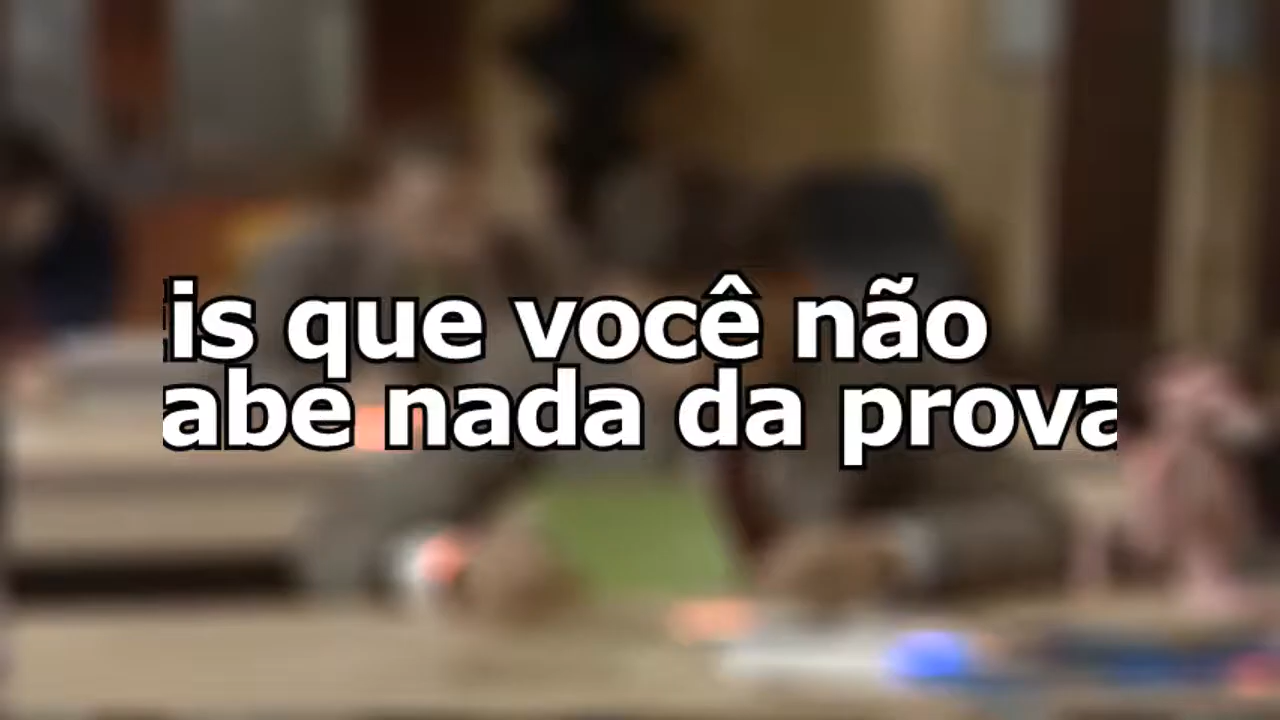 is que você não
abe nada da prova